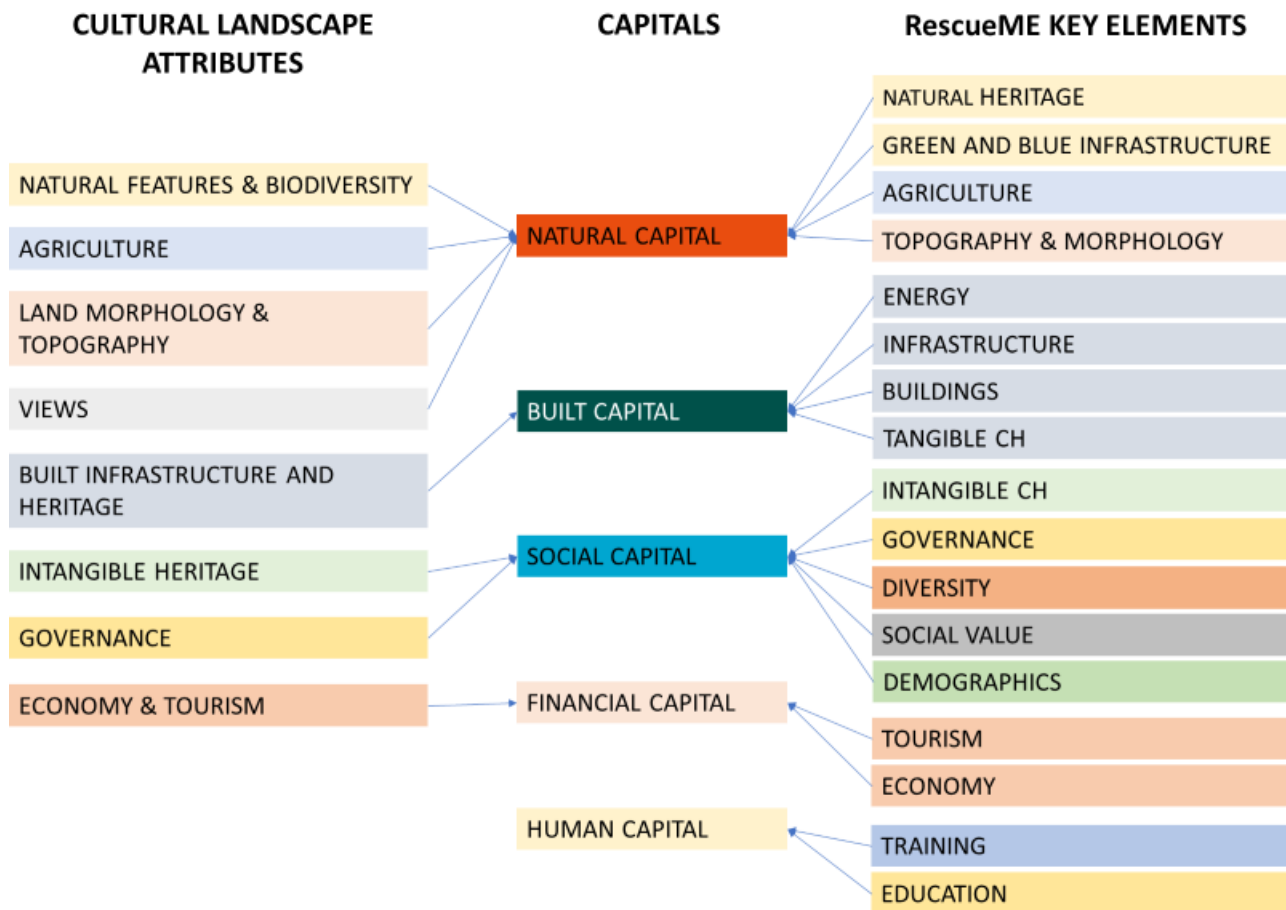 CULTURAL LANDSCAPE
ATTRIBUTES
NATURAL FEATURES & BIODIVERSITY
AGRICULTURE
LAND MORPHOLOGY &
TOPOGRAPHY
VIEWS
BUILT INFRASTRUCTURE AND
HERITAGE
INTANGIBLE HERITAGE
GOVERNANCE
ECONOMY & TOURISM
CAPITALS
NATURAL CAPITAL
BUILT CAPITAL
SOCIAL CAPITAL
FINANCIAL CAPITAL
HUMAN CAPITAL
RescueME KEY ELEMENTS
NATURAL HERITAGE
GREEN AND BLUE INFRASTRUCTURE
AGRICULTURE
TOPOGRAPHY & MORPHOLOGY
ENERGY
INFRASTRUCTURE
BUILDINGS
TANGIBLE CH
INTANGIBLE CH
GOVERNANCE
DIVERSITY
SOCIAL VALUE
DEMOGRAPHICS
TOURISM
ECONOMY
TRAINING
EDUCATION